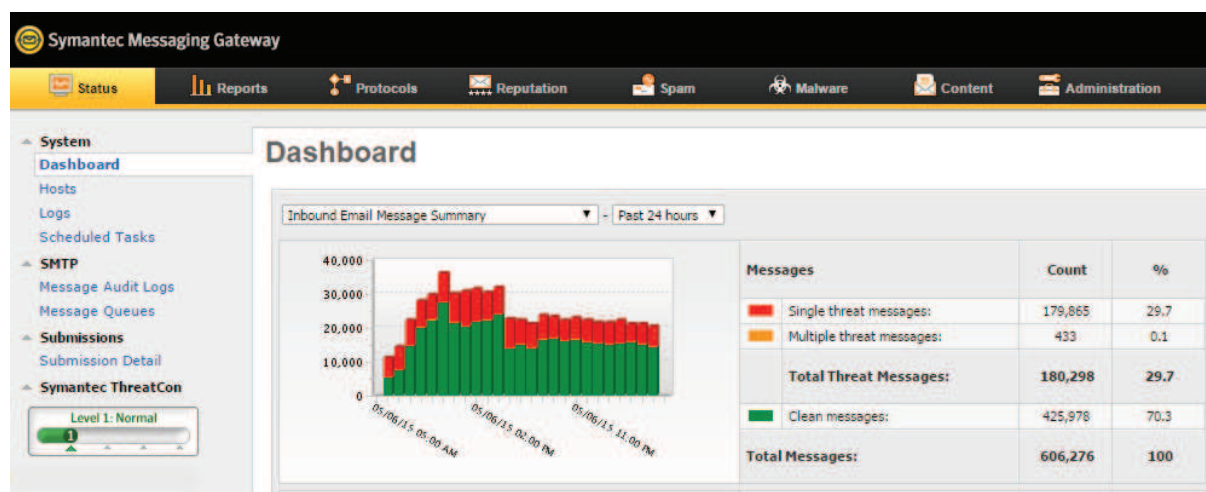 Symantec Messaging Gateway
Status Reports Protocols Reputation Spam Malware Content Administration
System
Dashboard
Hosts
Logs
Scheduled Tasks
SMTP
Message Audit Logs
Message Queues
Submissions
Submission Detail
Symantec ThreatCon
Level 1: Normal
1
Dashboard
Inbound Email Message Summary - Past 24 hours
40,000
30,000
20,000
10,000
0
05/06/15 05:00 AM
05/06/15 02:00 PM
05/06/15 11:00 PM
Messages Count %
Single threat messages: 179,865 29.7
Multiple threat messages: 433 0.1
Total Threat Messages: 180,298 29.7
Clean messages: 425,978 70.3
Total Messages: 606,276 100